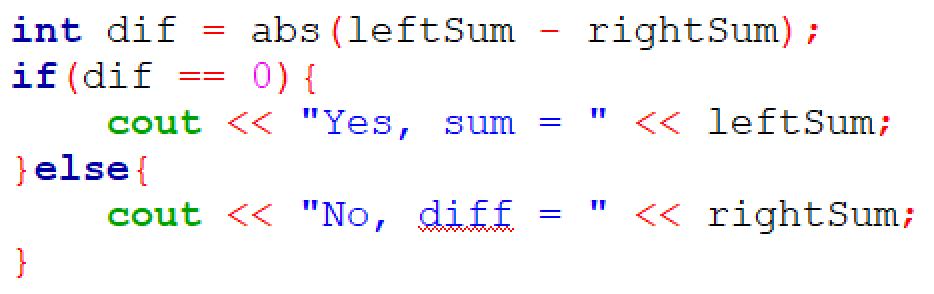 int dif = abs(leftSum - rightSum);
if(dif == 0){
    cout << "Yes, sum = " << leftSum;
}else{
    cout << "No, diff = " << rightSum;
}